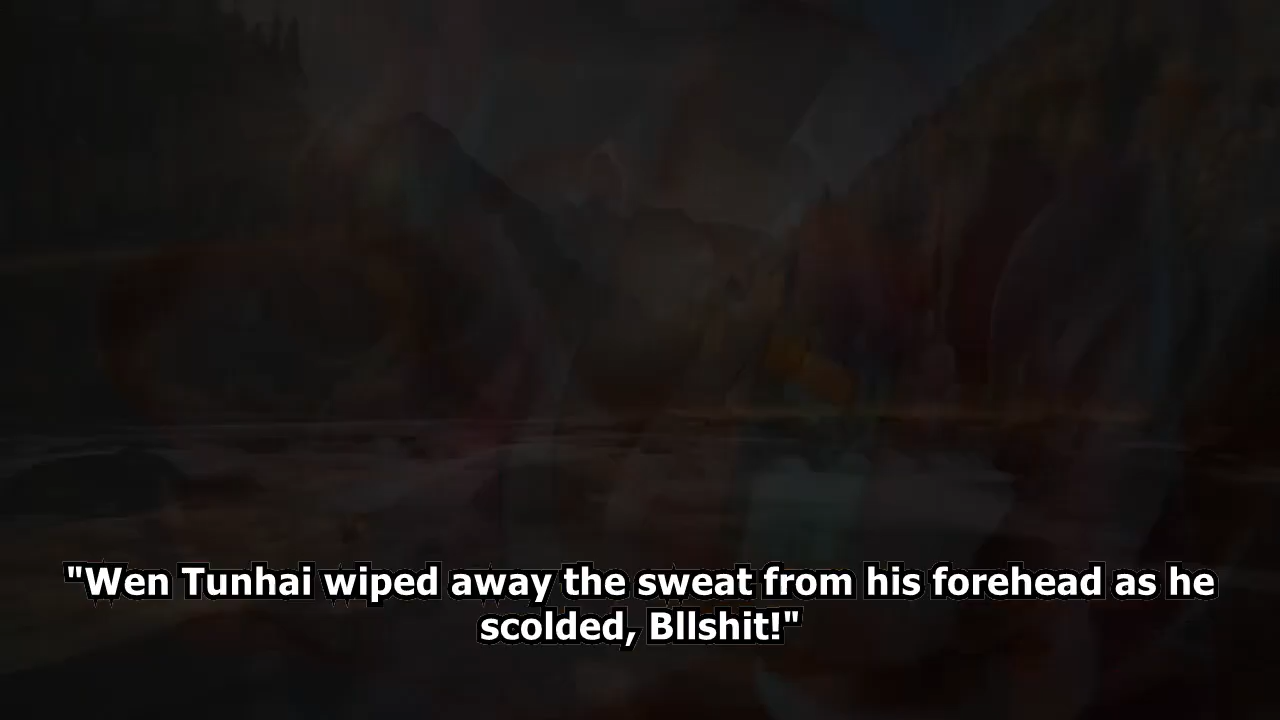 "Wen Tunhai wiped away the sweat from his forehead as he
scolded, Bllshit!"